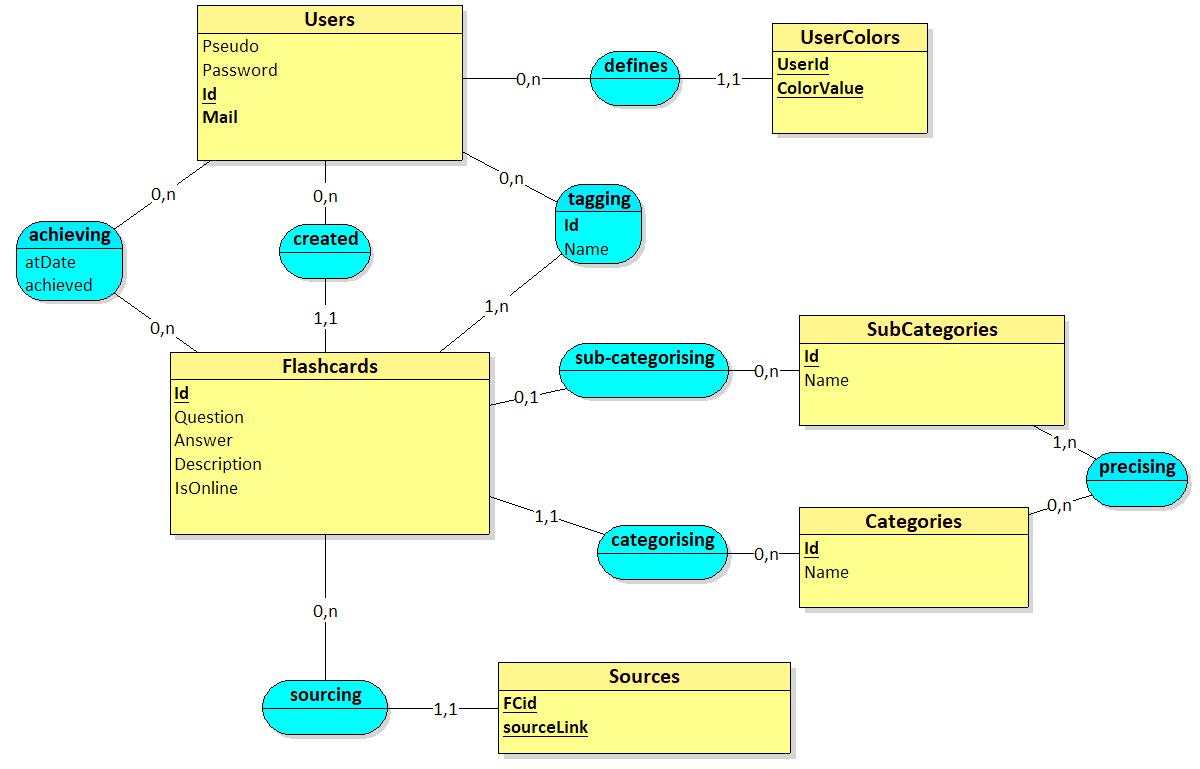 Users
Pseudo
Password
Id
Mail
0,n
defines
1,1
UserColors
UserId
ColorValue
0,n
0,n
0,n
achieving
atDate
achieved
created
tagging
Id
Name
0,n
1,1
1,n
Flashcards
Id
Question
Answer
Description
IsOnline
sub-categorising
0,1
0,n
SubCategories
Id
Name
1,n
precising
0,n
1,1
categorising
0,n
Categories
Id
Name
0,n
sourcing
1,1
Sources
FCid
sourceLink